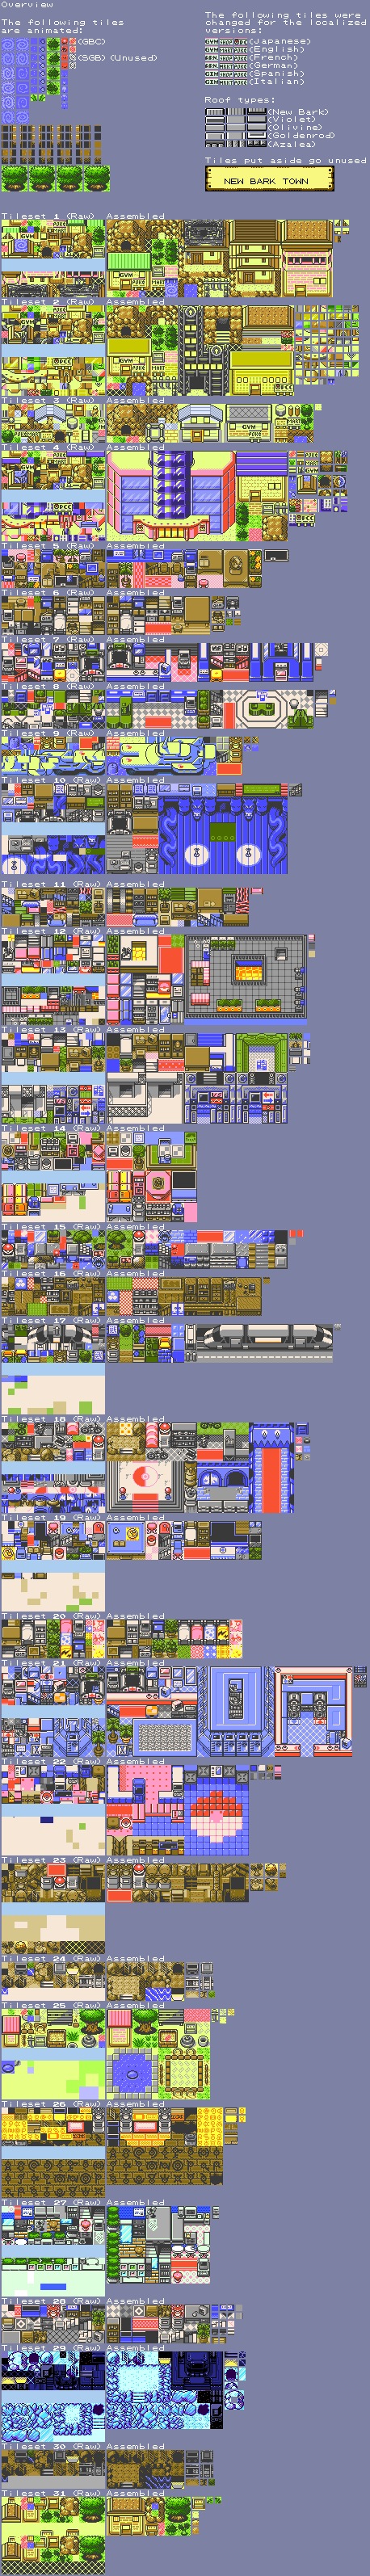 Overview
The following tiles
are animated:
(GBC)
(SGB) (Unused)
The following tiles were
changed for the localized
versions:
(Japanese)
(English)
(French)
(German)
(Spanish)
(Italian)
Roof types:
(New Bark)
(Violet)
(Olivine)
(Goldenrod)
(Azalea)
Tiles put aside go unused
NEW BARK TOWN
Tileset 1 (Raw) Assembled
Tileset 2 (Raw) Assembled
Tileset 3 (Raw) Assembled
Tileset 4 (Raw) Assembled
Tileset 5 (Raw) Assembled
Tileset 6 (Raw) Assembled
Tileset 7 (Raw) Assembled
Tileset 8 (Raw) Assembled
Tileset 9 (Raw) Assembled
Tileset 10 (Raw) Assembled
Tileset 11 (Raw) Assembled
Tileset 12 (Raw) Assembled
Tileset 13 (Raw) Assembled
Tileset 14 (Raw) Assembled
Tileset 15 (Raw) Assembled
Tileset 16 (Raw) Assembled
Tileset 17 (Raw) Assembled
Tileset 18 (Raw) Assembled
Tileset 19 (Raw) Assembled
Tileset 20 (Raw) Assembled
Tileset 21 (Raw) Assembled
Tileset 22 (Raw) Assembled
Tileset 23 (Raw) Assembled
Tileset 24 (Raw) Assembled
Tileset 25 (Raw) Assembled
Tileset 26 (Raw) Assembled
Tileset 27 (Raw) Assembled
Tileset 28 (Raw) Assembled
Tileset 29 (Raw) Assembled
Tileset 30 (Raw) Assembled
Tileset 31 (Raw) Assembled